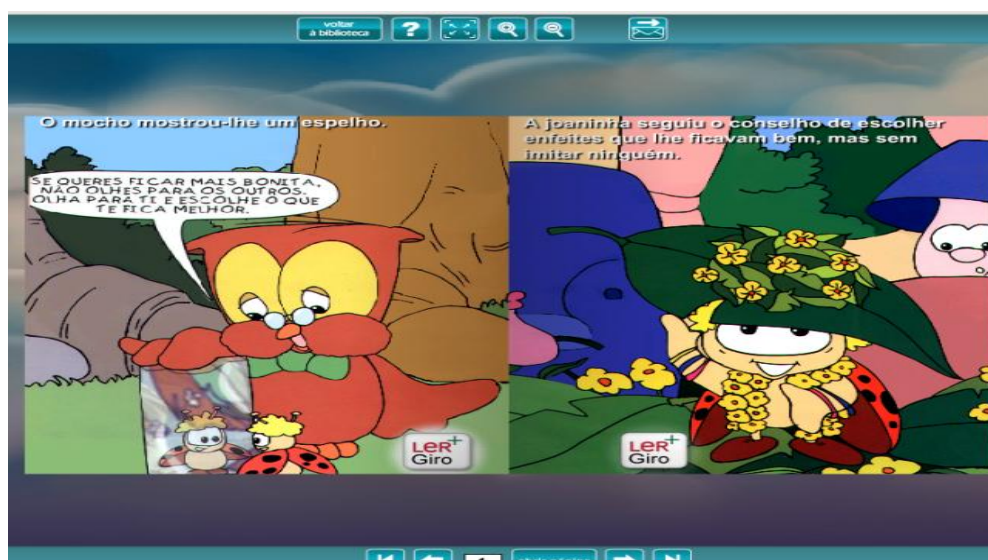 voltar
à biblioteca
?
O mocho mostrou-lhe um espelho.
SE QUERES FICAR MAIS BONITA,
NÃO OLHES PARA OS OUTROS.
OLHA PARA TI E ESCOLHE O QUE
TE FICA MELHOR.
LeR+
Giro
A joaninha seguiu o conselho de escolher
enfeites que lhe ficavam bem, mas sem
imitar ninguém.
LeR+
Giro